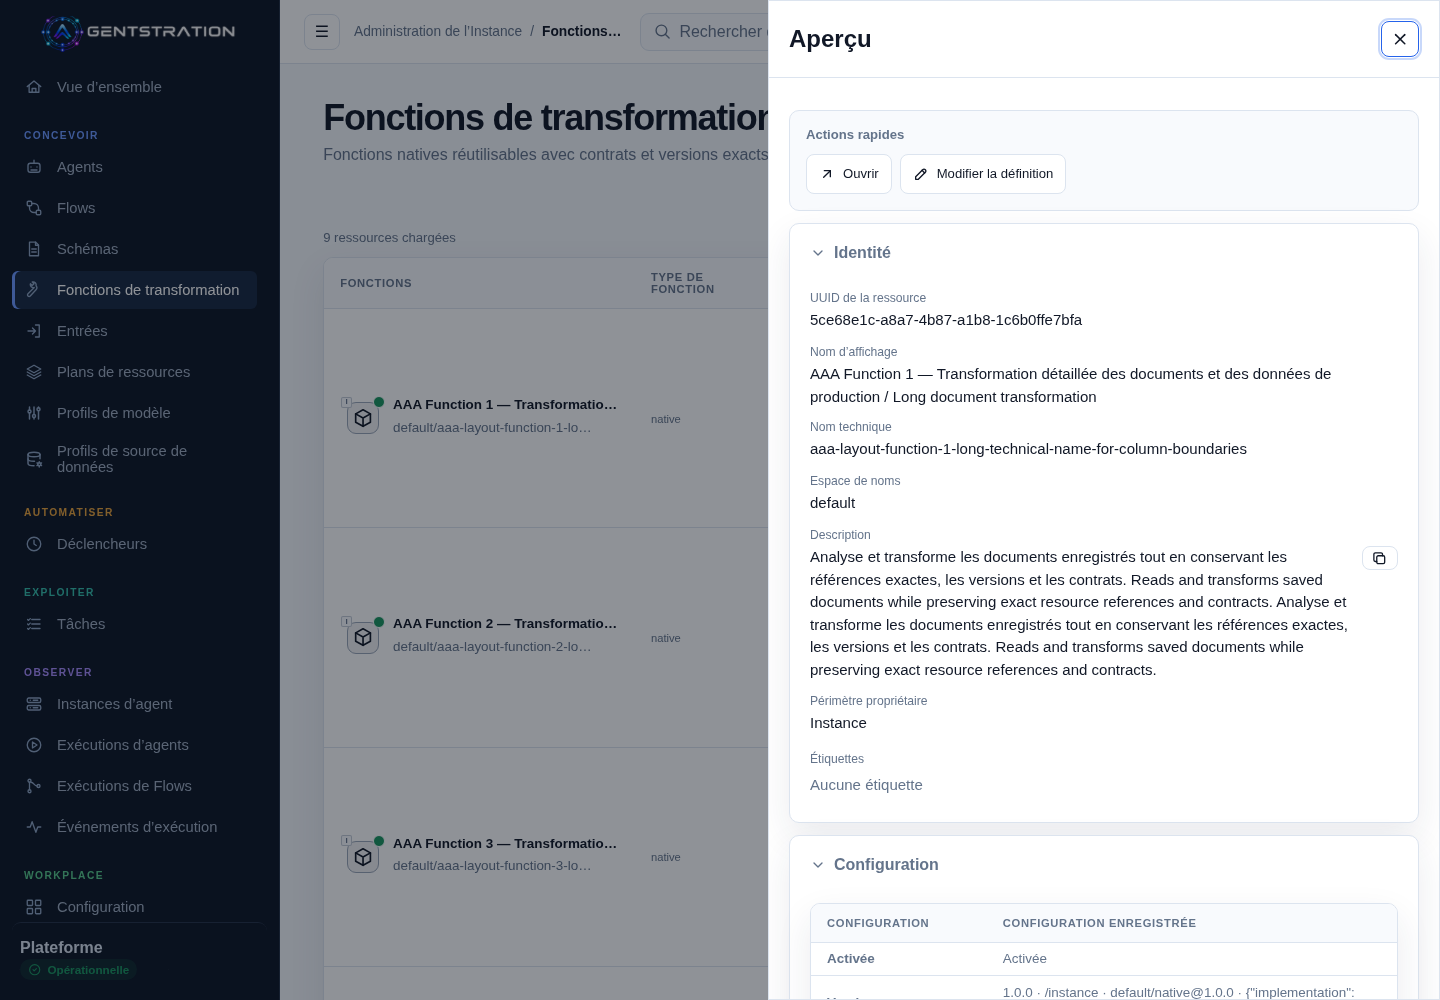 GENTSTRATION
Vue d’ensemble
CONCEVOIR
Agents
Flows
Schémas
Fonctions de transformation
Entrées
Plans de ressources
Profils de modèle
Profils de source de
données
AUTOMATISER
Déclencheurs
EXPLOITER
Tâches
OBSERVER
Instances d’agent
Exécutions d’agents
Exécutions de Flows
Événements d’exécution
WORKPLACE
Configuration
Plateforme
Opérationnelle
Administration de l’Instance / Fonctions…
Rechercher
Fonctions de transformation
Fonctions natives réutilisables avec contrats et versions exacts
9 ressources chargées
FONCTIONS
TYPE DE
FONCTION
I
AAA Function 1 — Transformatio…
default/aaa-layout-function-1-lo…
native
I
AAA Function 2 — Transformatio…
default/aaa-layout-function-2-lo…
native
I
AAA Function 3 — Transformatio…
default/aaa-layout-function-3-lo…
native
Aperçu
Actions rapides
Ouvrir
Modifier la définition
Identité
UUID de la ressource
5ce68e1c-a8a7-4b87-a1b8-1c6b0ffe7bfa
Nom d’affichage
AAA Function 1 — Transformation détaillée des documents et des données de
production / Long document transformation
Nom technique
aaa-layout-function-1-long-technical-name-for-column-boundaries
Espace de noms
default
Description
Analyse et transforme les documents enregistrés tout en conservant les
références exactes, les versions et les contrats. Reads and transforms saved
documents while preserving exact resource references and contracts. Analyse et
transforme les documents enregistrés tout en conservant les références exactes,
les versions et les contrats. Reads and transforms saved documents while
preserving exact resource references and contracts.
Périmètre propriétaire
Instance
Étiquettes
Aucune étiquette
Configuration
CONFIGURATION
CONFIGURATION ENREGISTRÉE
Activée
Activée
1.0.0 · /instance · default/native@1.0.0 · {"implementation":